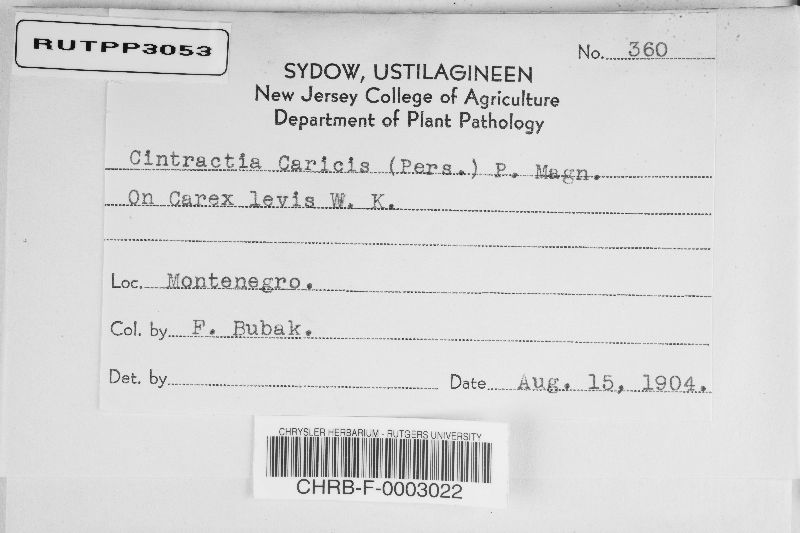 RUTPP3053
No. 360
SYDOW, USTILAGINEEN
New Jersey College of Agriculture
Department of Plant Pathology
Cintractia Caricis (Pers.) P. Magn.
On Carex levis W. K.
Loc. Montenegro.
Col. by F. Bubak.
Det. by
Date Aug. 15, 1904.
CHRYSLER HERBARIUM - RUTGERS UNIVERSITY
CHRB-F-0003022